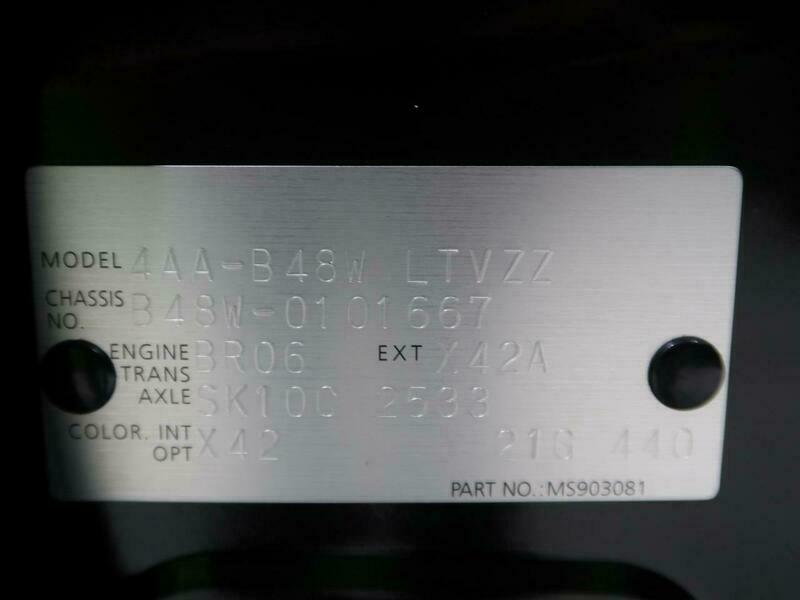 MODEL 4AA-B48W LTVZZ
CHASSIS NO. B48W-0101667
ENGINE BR06 EXT X42A
TRANS AXLE SK10C 2533
COLOR. INT X42 21G 440
OPT
PART NO.:MS903081